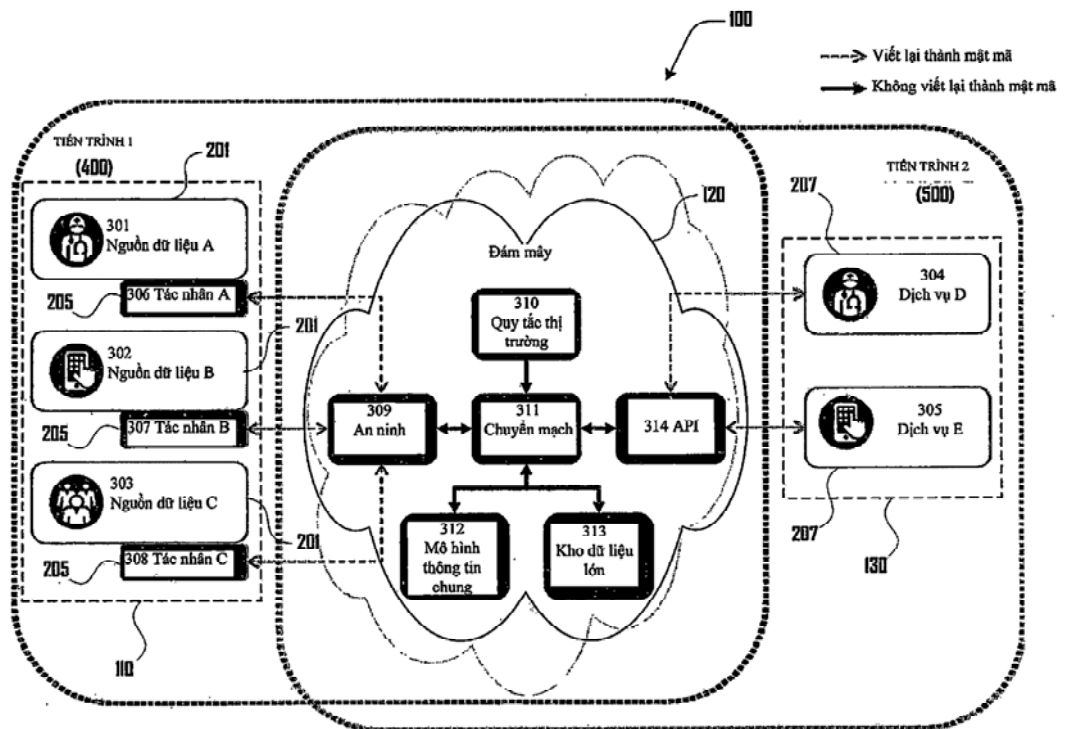 100
Viết lại thành mật mã
Không viết lại thành mật mã
TIẾN TRÌNH 1
(400)
201
301
Nguồn dữ liệu A
205
306 Tác nhân A
302
Nguồn dữ liệu B
201
205
307 Tác nhân B
303
Nguồn dữ liệu C
201
205
308 Tác nhân C
110
120
Đám mây
310
Quy tắc thị
trường
309
An ninh
311
Chuyển mạch
314 API
312
Mô hình
thông tin
chung
313
Kho dữ liệu
lớn
TIẾN TRÌNH 2
(500)
207
304
Dịch vụ D
305
Dịch vụ E
207
130